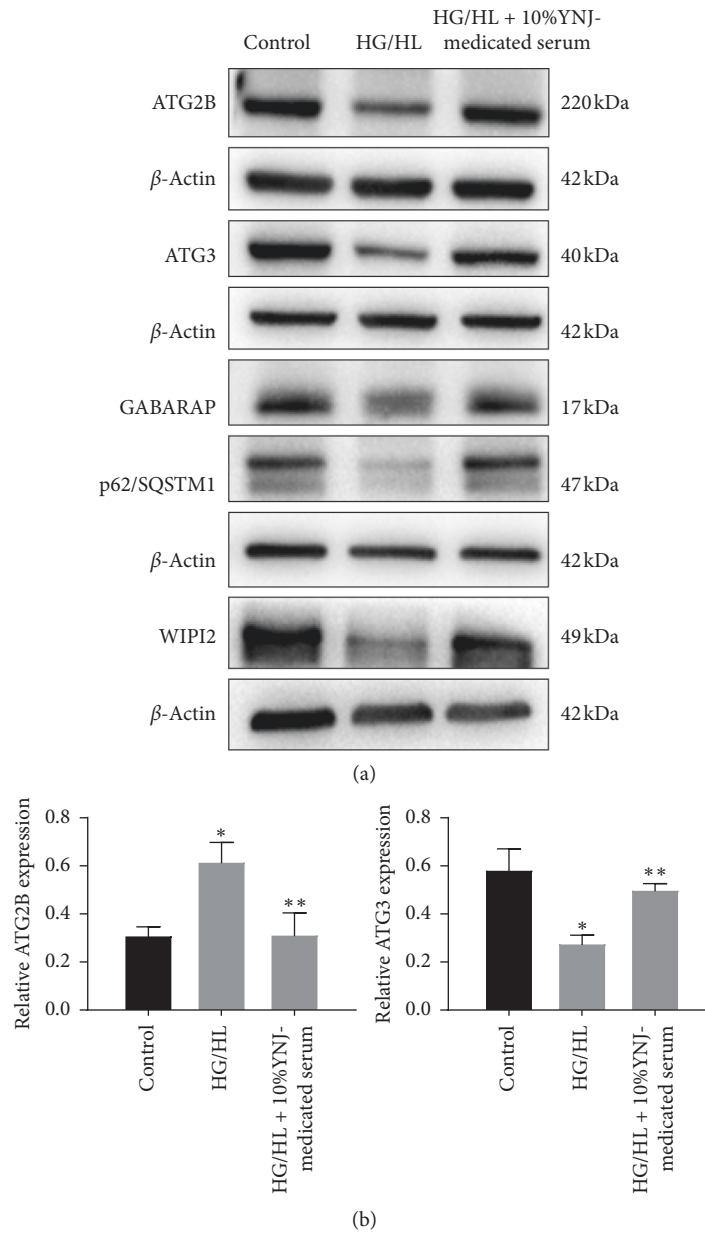 Control HG/HL HG/HL + 10%YNJ-
medicated serum
ATG2B 220 kDa
β-Actin 42 kDa
ATG3 40 kDa
β-Actin 42 kDa
GABARAP 17 kDa
p62/SQSTM1 47 kDa
β-Actin 42 kDa
WIPI2 49 kDa
β-Actin 42 kDa
(a)
Relative ATG2B expression
0.8
0.6
0.4
0.2
0.0
*
**
Control
HG/HL
HG/HL + 10%YNJ-
medicated serum
Relative ATG3 expression
0.8
0.6
0.4
0.2
0.0
*
**
Control
HG/HL
HG/HL + 10%YNJ-
medicated serum
(b)